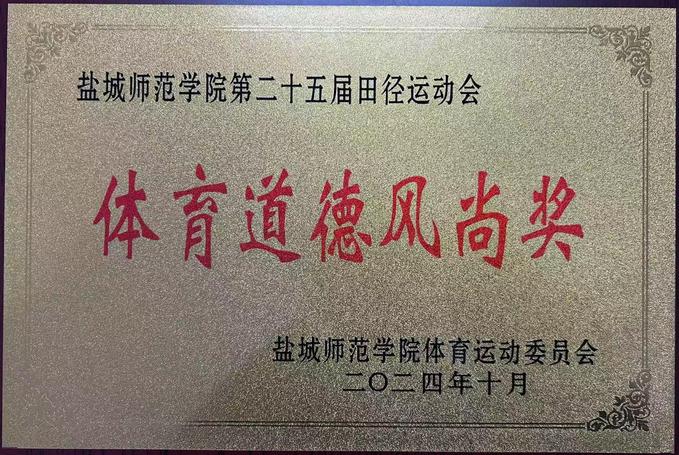 盐城师范学院第二十五届田径运动会
体育道德风尚奖
盐城师范学院体育运动委员会
二〇二四年十月